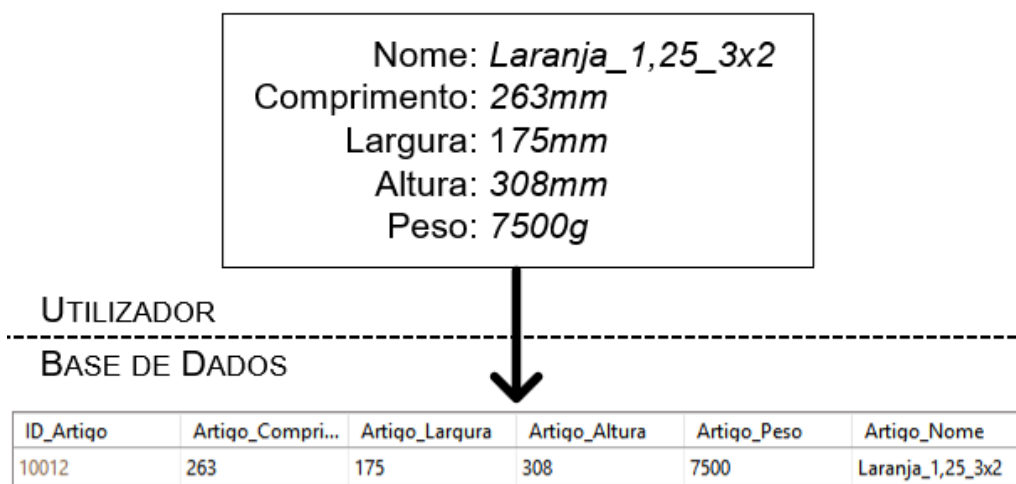 Nome: Laranja_1,25_3x2
Comprimento: 263mm
Largura: 175mm
Altura: 308mm
Peso: 7500g
UTILIZADOR
BASE DE DADOS
ID_Artigo Artigo_Compri... Artigo_Largura Artigo_Altura Artigo_Peso Artigo_Nome
10012 263 175 308 7500 Laranja_1,25_3x2